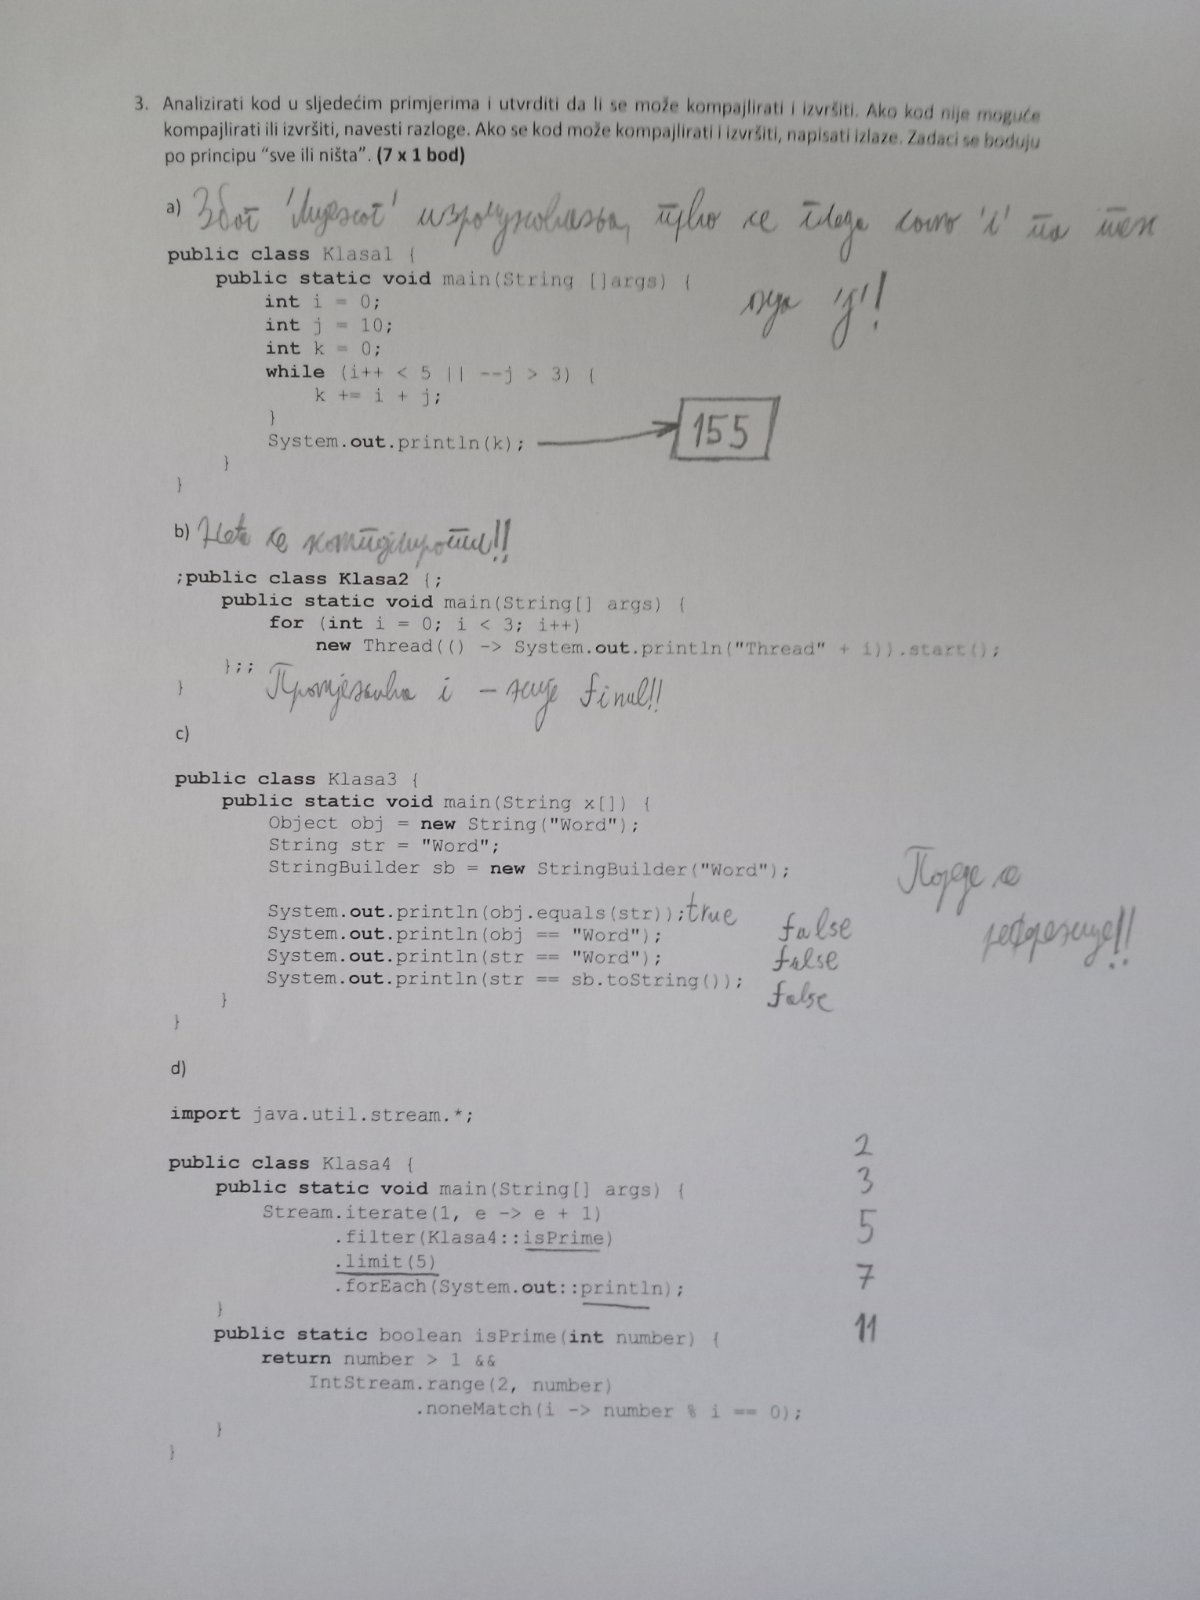 3. Analizirati kod u sljedećim primjerima i utvrditi da li se može kompajlirati i izvršiti. Ako kod nije moguće
kompajlirati ili izvršiti, navesti razloge. Ako se kod može kompajlirati i izvršiti, napisati izlaze. Zadaci se boduju
po principu “sve ili ništa”. (7 x 1 bod)
a) Због 'лијеног' израчунавања, прво се гледа само 'i' па тек
public class Klasa1 {
public static void main(String []args) {
онда 'j'!
int i = 0;
int j = 10;
int k = 0;
while (i++ < 5 || --j > 3) {
k += i + j;
}
System.out.println(k); 155
}
}
b) Неће се компајлирати!!
;public class Klasa2 {;
public static void main(String[] args) {
for (int i = 0; i < 3; i++)
new Thread(() -> System.out.println("Thread" + i)).start();
};;
} Промјенљива i - није final!!
c)
public class Klasa3 {
public static void main(String x[]) {
Object obj = new String("Word");
String str = "Word";
StringBuilder sb = new StringBuilder("Word");
Пореде се
референце!!
System.out.println(obj.equals(str)); true
System.out.println(obj == "Word"); false
System.out.println(str == "Word"); false
System.out.println(str == sb.toString()); false
}
}
d)
import java.util.stream.*;
2
public class Klasa4 {
3
public static void main(String[] args) {
Stream.iterate(1, e -> e + 1)
5
.filter(Klasa4::isPrime)
.limit(5)
7
.forEach(System.out::println);
}
11
public static boolean isPrime(int number) {
return number > 1 &&
IntStream.range(2, number)
.noneMatch(i -> number % i == 0);
}
}